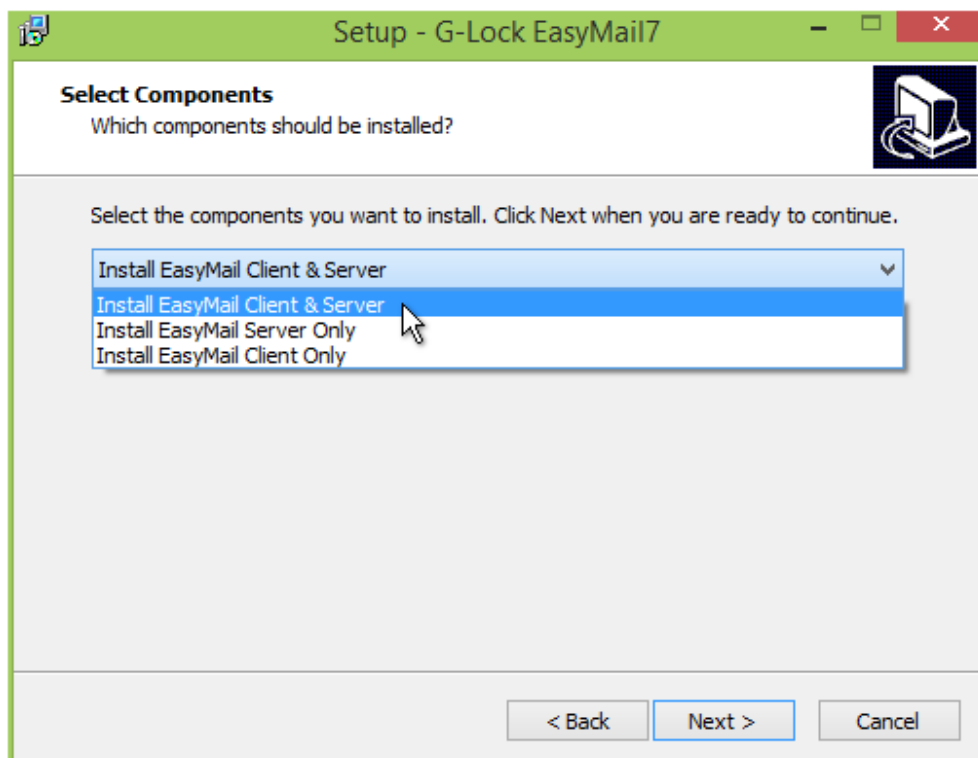 Setup - G-Lock EasyMail7
Select Components
Which components should be installed?
Select the components you want to install. Click Next when you are ready to continue.
Install EasyMail Client & Server
Install EasyMail Client & Server
Install EasyMail Server Only
Install EasyMail Client Only
< Back Next > Cancel